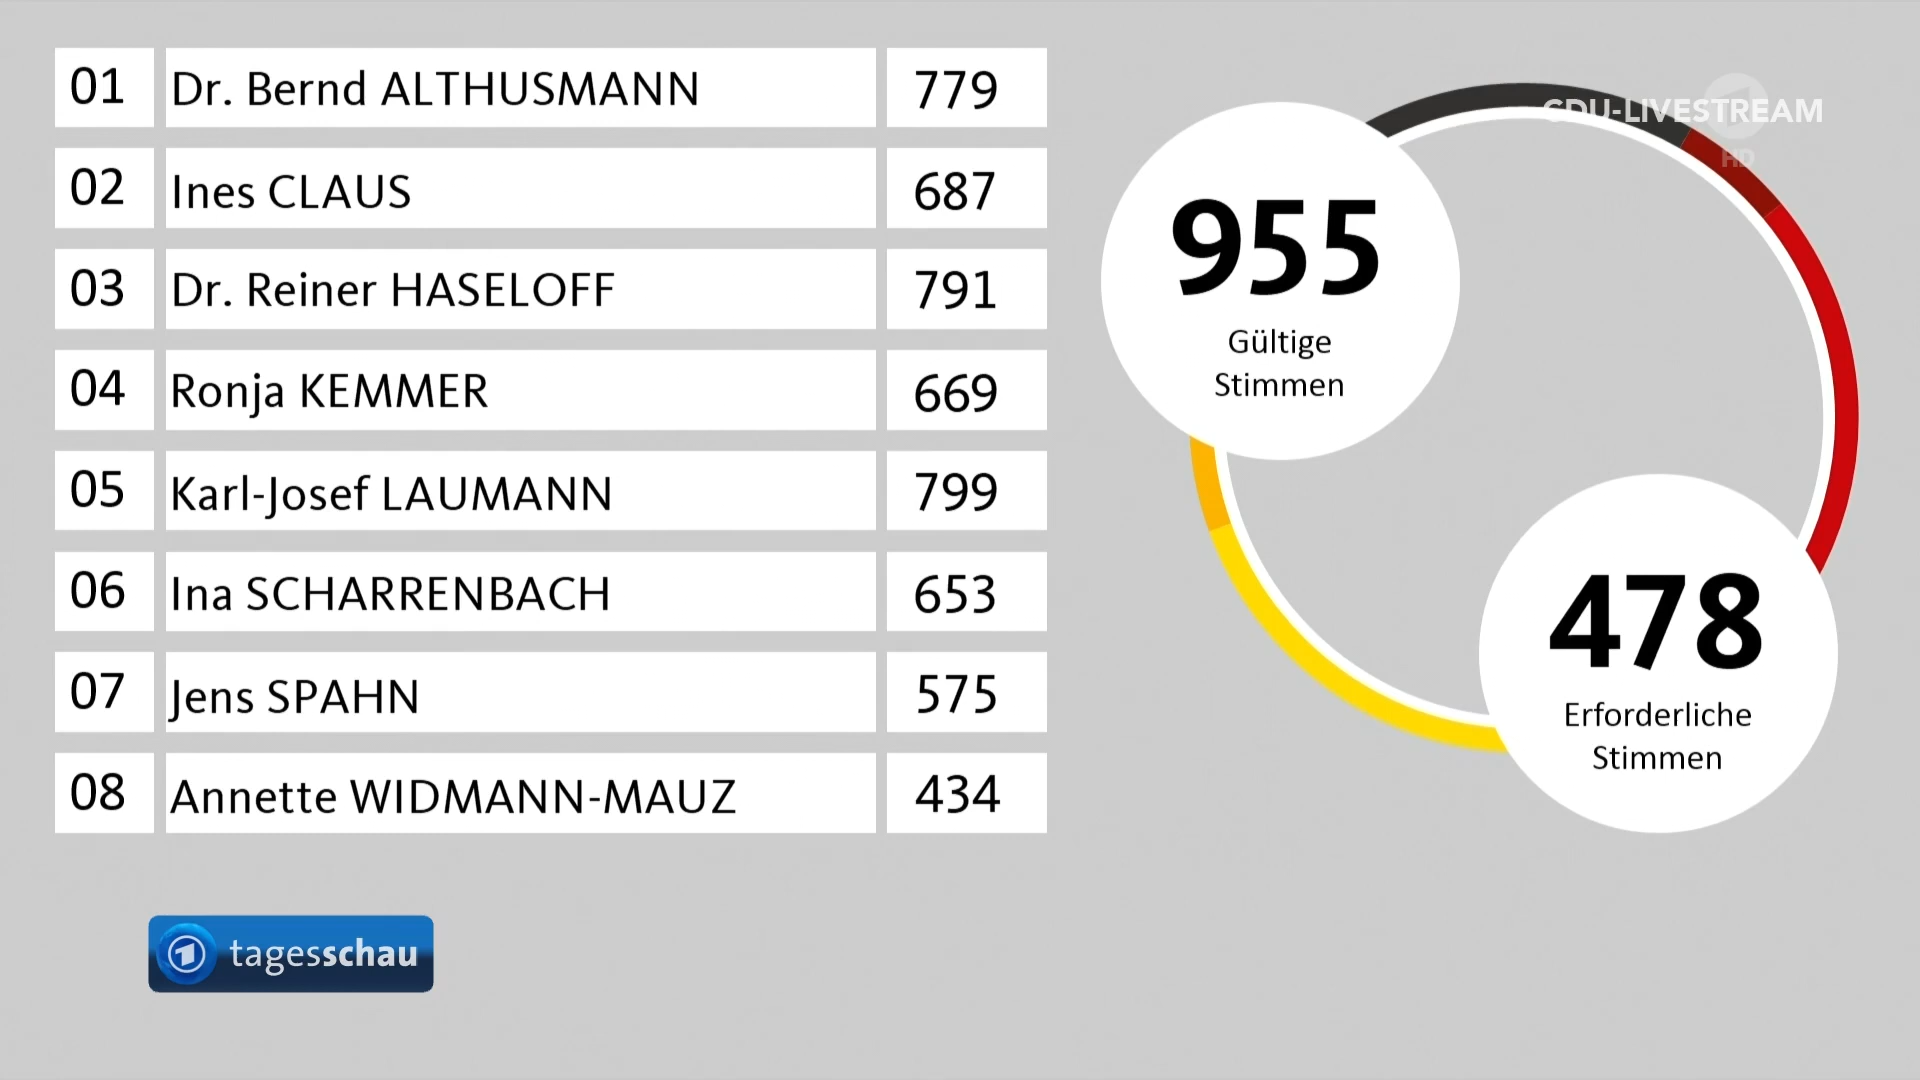 01 Dr. Bernd ALTHUSMANN 779
02 Ines CLAUS 687
03 Dr. Reiner HASELOFF 791
04 Ronja KEMMER 669
05 Karl-Josef LAUMANN 799
06 Ina SCHARRENBACH 653
07 Jens SPAHN 575
08 Annette WIDMANN-MAUZ 434
CDU-LIVESTREAM
HD
955
Gültige
Stimmen
478
Erforderliche
Stimmen
1 tagesschau